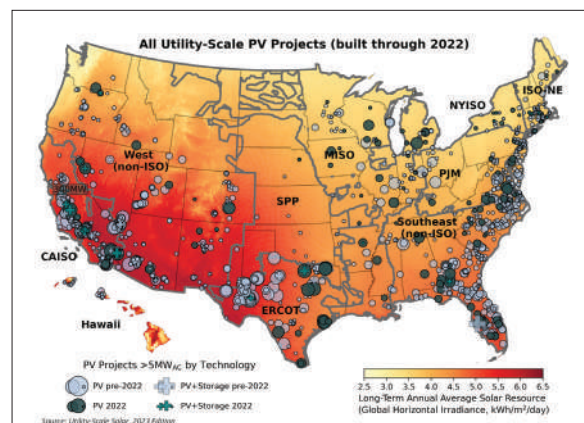 All Utility-Scale PV Projects (built through 2022)
ISO-NE
NYISO
West
(non-ISO)
MISO
PJM
SPP
Southeast
(non-ISO)
CAISO
ERCOT
Hawaii
PV Projects >5MWAC by Technology
PV pre-2022
PV+Storage pre-2022
PV 2022
PV+Storage 2022
2.5 3.0 3.5 4.0 4.5 5.0 5.5 6.0 6.5
Long-Term Annual Average Solar Resource
(Global Horizontal Irradiance, kWh/m²/day)
Source: Utility-Scale Solar, 2023 Edition